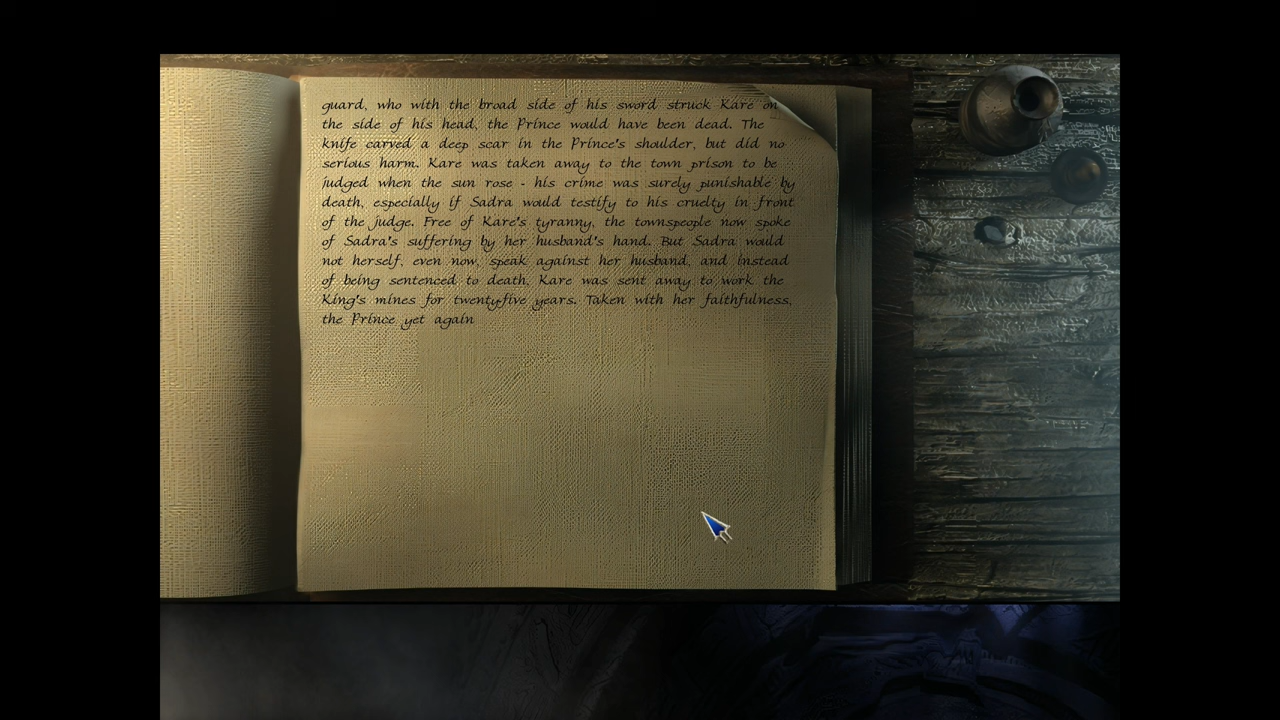 guard, who with the broad side of his sword struck Kare on
the side of his head, the Prince would have been dead. The
knife carved a deep scar in the Prince's shoulder, but did no
serious harm. Kare was taken away to the town prison to be
judged when the sun rose - his crime was surely punishable by
death, especially if Sadra would testify to his cruelty in front
of the judge. Free of Kare's tyranny, the townspeople now spoke
of Sadra's suffering by her husband's hand. But Sadra would
not herself, even now, speak against her husband, and instead
of being sentenced to death, Kare was sent away to work the
King's mines for twenty-five years. Taken with her faithfulness,
the Prince yet again